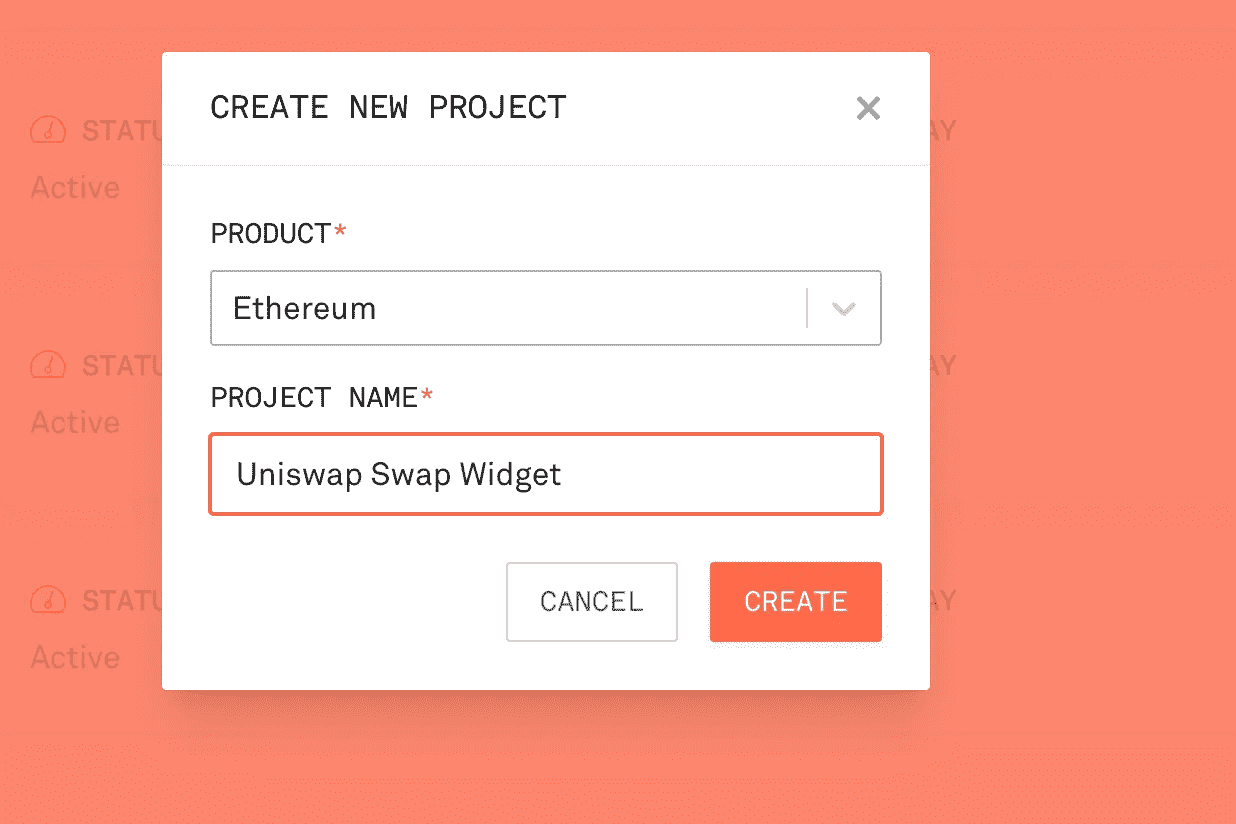 CREATE NEW PROJECT
PRODUCT*
Ethereum
PROJECT NAME*
Uniswap Swap Widget
CANCEL
CREATE
STATU
AY
Active
STATU
AY
Active
STATU
AY
Active